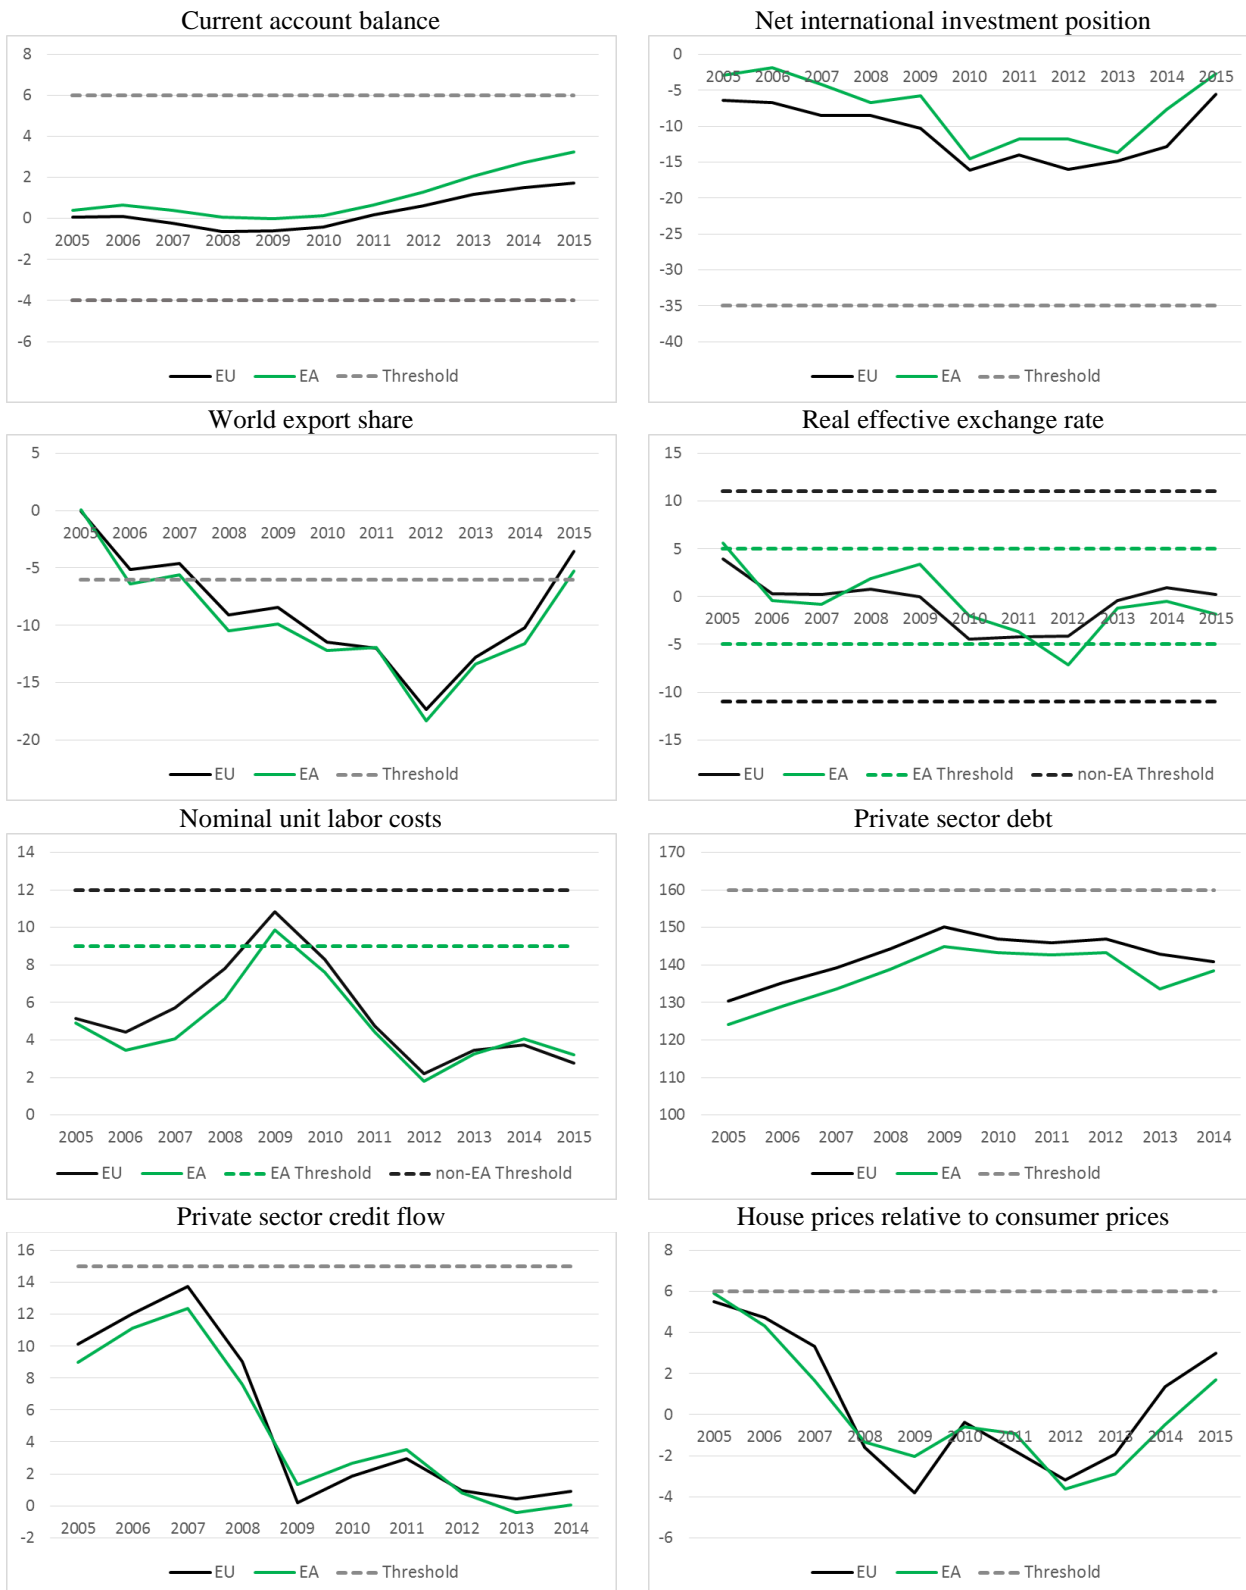 Current account balance
8
6
4
2
0
2005 2006 2007 2008 2009 2010 2011 2012 2013 2014 2015
-2
-4
-6
EU EA Threshold
Net international investment position
0
2005 2006 2007 2008 2009 2010 2011 2012 2013 2014 2015
-5
-10
-15
-20
-25
-30
-35
-40
EU EA Threshold
World export share
5
0
2005 2006 2007 2008 2009 2010 2011 2012 2013 2014 2015
-5
-10
-15
-20
EU EA Threshold
Real effective exchange rate
15
10
5
0
2005 2006 2007 2008 2009 2010 2011 2012 2013 2014 2015
-5
-10
-15
EU EA EA Threshold non-EA Threshold
Nominal unit labor costs
14
12
10
8
6
4
2
0
2005 2006 2007 2008 2009 2010 2011 2012 2013 2014 2015
EU EA EA Threshold non-EA Threshold
Private sector debt
170
160
150
140
130
120
110
100
2005 2006 2007 2008 2009 2010 2011 2012 2013 2014
EU EA Threshold
Private sector credit flow
16
14
12
10
8
6
4
2
0
2005 2006 2007 2008 2009 2010 2011 2012 2013 2014
-2
EU EA Threshold
House prices relative to consumer prices
8
6
4
2
0
2005 2006 2007 2008 2009 2010 2011 2012 2013 2014 2015
-2
-4
-6
EU EA Threshold